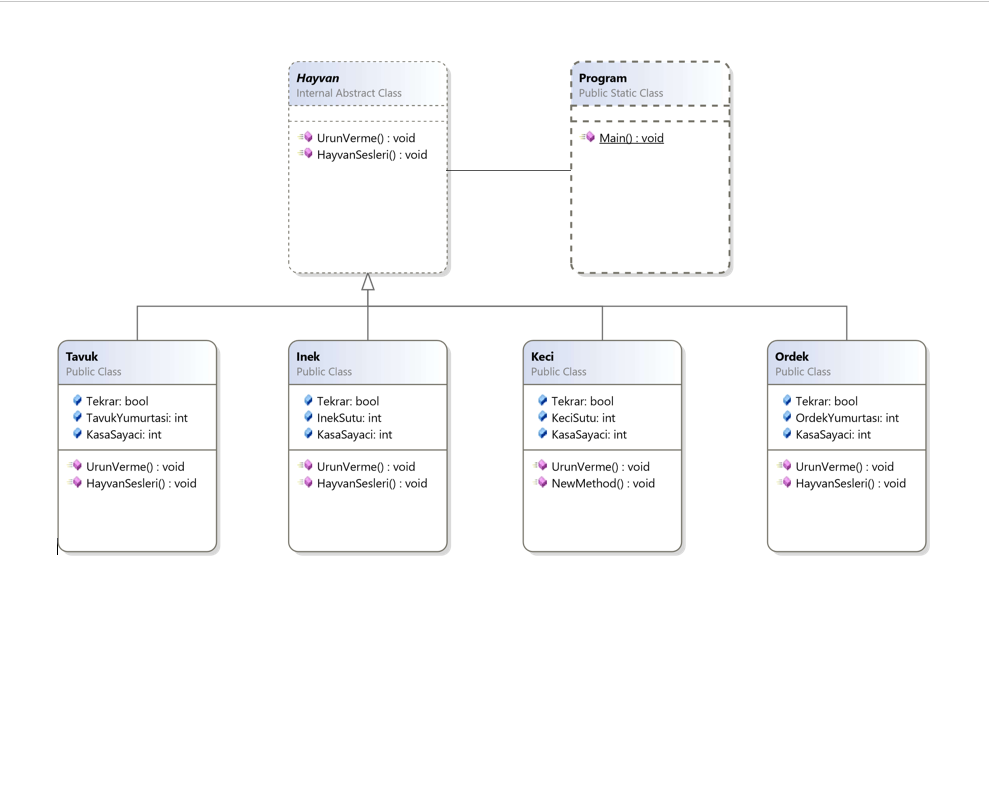 Hayvan
Internal Abstract Class
UrunVerme() : void
HayvanSesleri() : void
Program
Public Static Class
Main() : void
Tavuk
Public Class
Tekrar: bool
TavukYumurtasi: int
KasaSayaci: int
UrunVerme() : void
HayvanSesleri() : void
Inek
Public Class
Tekrar: bool
InekSutu: int
KasaSayaci: int
UrunVerme() : void
HayvanSesleri() : void
Keci
Public Class
Tekrar: bool
KeciSutu: int
KasaSayaci: int
UrunVerme() : void
NewMethod() : void
Ordek
Public Class
Tekrar: bool
OrdekYumurtası: int
KasaSayaci: int
UrunVerme() : void
HayvanSesleri() : void